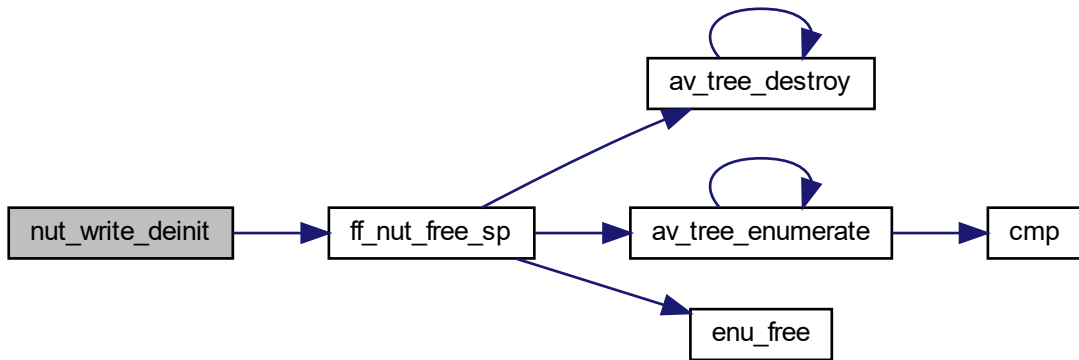 av_tree_destroy
nut_write_deinit
ff_nut_free_sp
av_tree_enumerate
cmp
enu_free